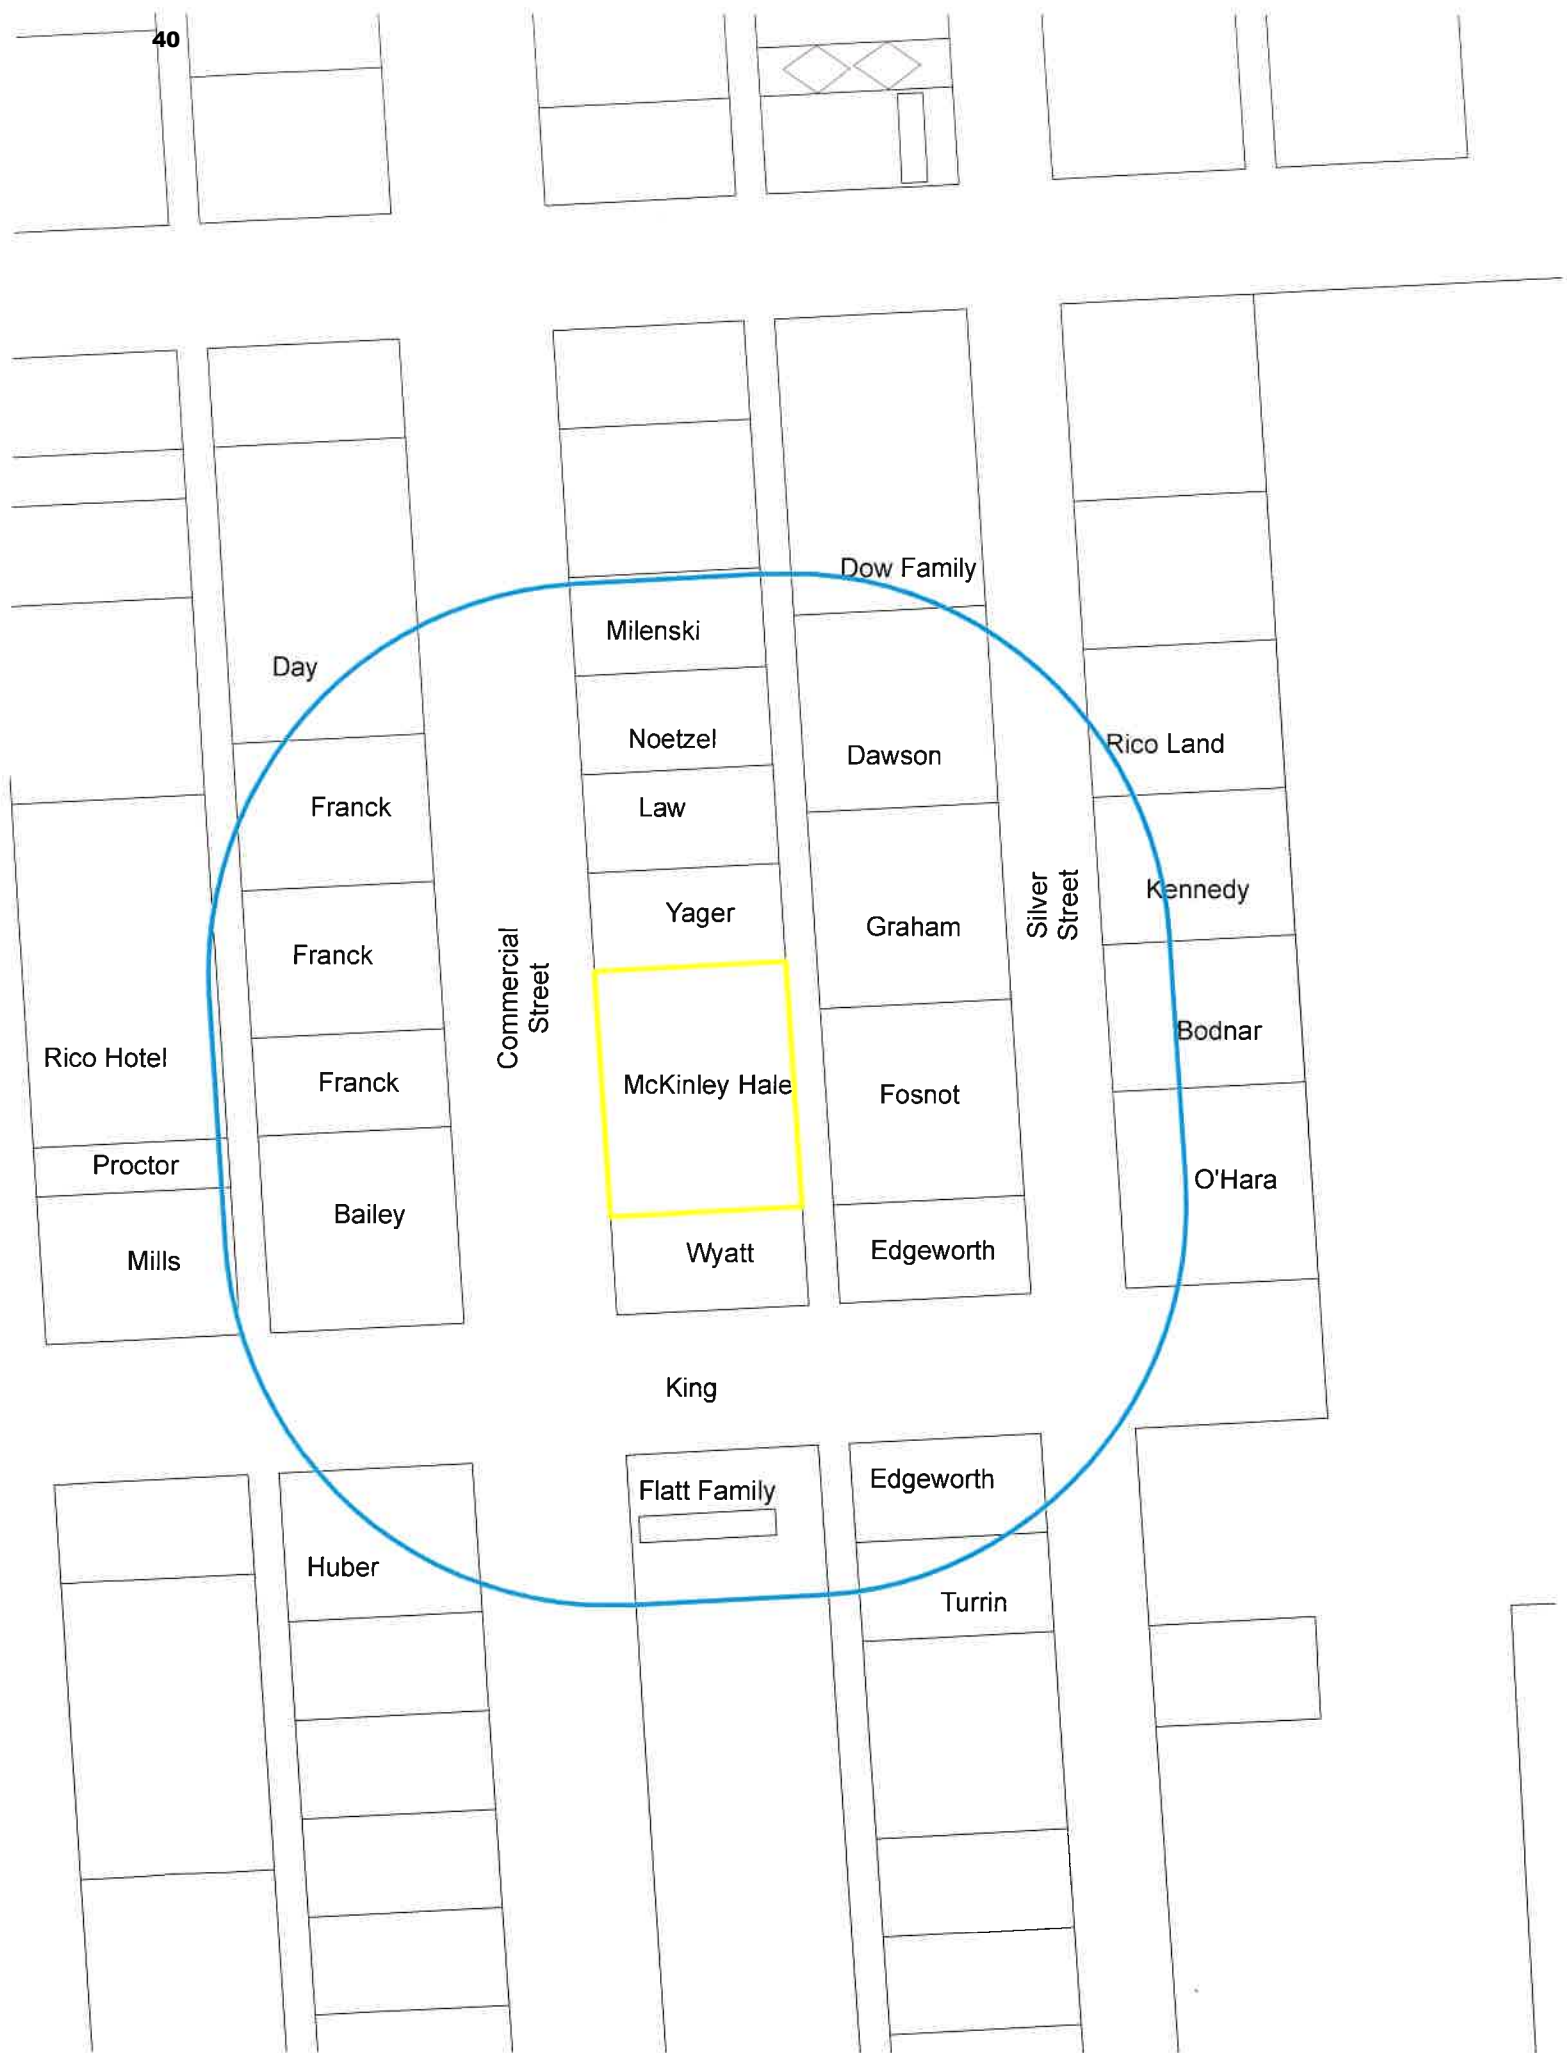 40
Dow Family
Milenski
Day
Noetzel
Rico Land
Dawson
Franck
Law
Kennedy
Yager
Graham
Silver
Street
Franck
Commercial
Street
Bodnar
Rico Hotel
Franck
McKinley Hale
Fosnot
Proctor
O'Hara
Bailey
Mills
Wyatt
Edgeworth
King
Flatt Family
Edgeworth
Huber
Turrin